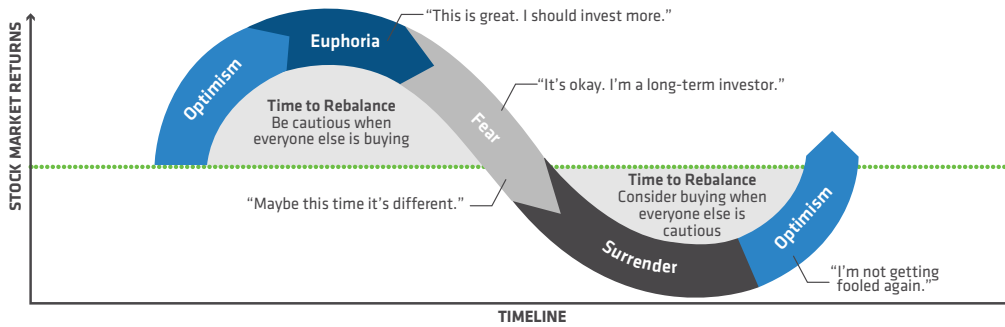 “This is great. I should invest more.”
Euphoria
Optimism
“It's okay. I'm a long-term investor.”
Time to Rebalance
Be cautious when
everyone else is buying
Fear
STOCK MARKET RETURNS
Time to Rebalance
Consider buying when
everyone else is
cautious
“Maybe this time it's different.”
Optimism
Surrender
“I'm not getting
fooled again.”
TIMELINE